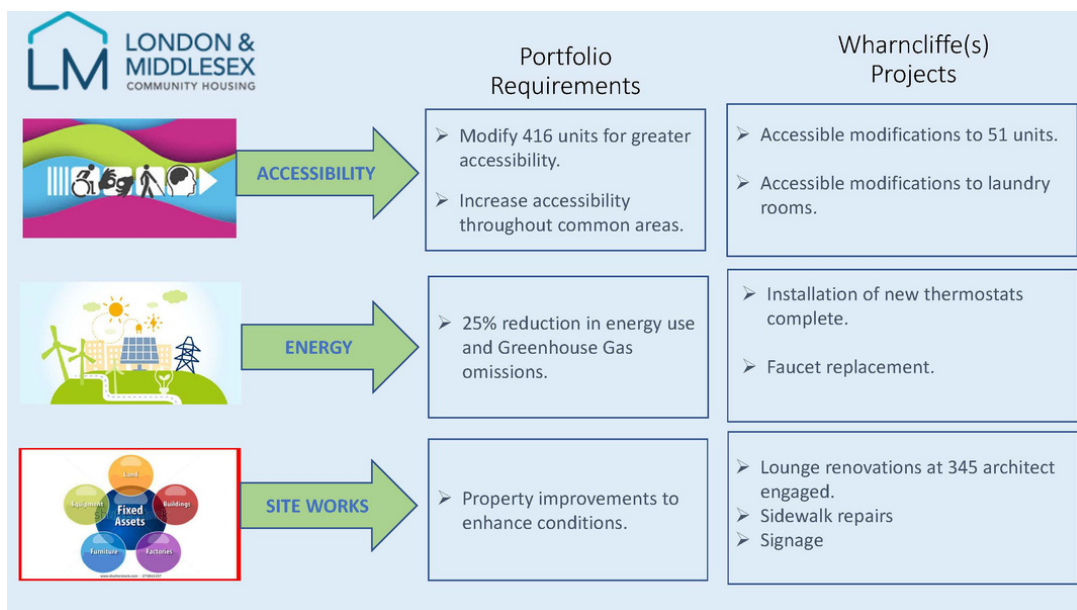 LM
LONDON &
MIDDLESEX
COMMUNITY HOUSING
Portfolio
Requirements
Wharncliffe(s)
Projects
ACCESSIBILITY
➢ Modify 416 units for greater
accessibility.
➢ Increase accessibility
throughout common areas.
➢ Accessible modifications to 51 units.
➢ Accessible modifications to laundry
rooms.
ENERGY
➢ 25% reduction in energy use
and Greenhouse Gas
omissions.
➢ Installation of new thermostats
complete.
➢ Faucet replacement.
Land
Equipment
Buildings
Fixed
Assets
Furniture
Factories
SITE WORKS
➢ Property improvements to
enhance conditions.
➢ Lounge renovations at 345 architect
engaged.
➢ Sidewalk repairs
➢ Signage